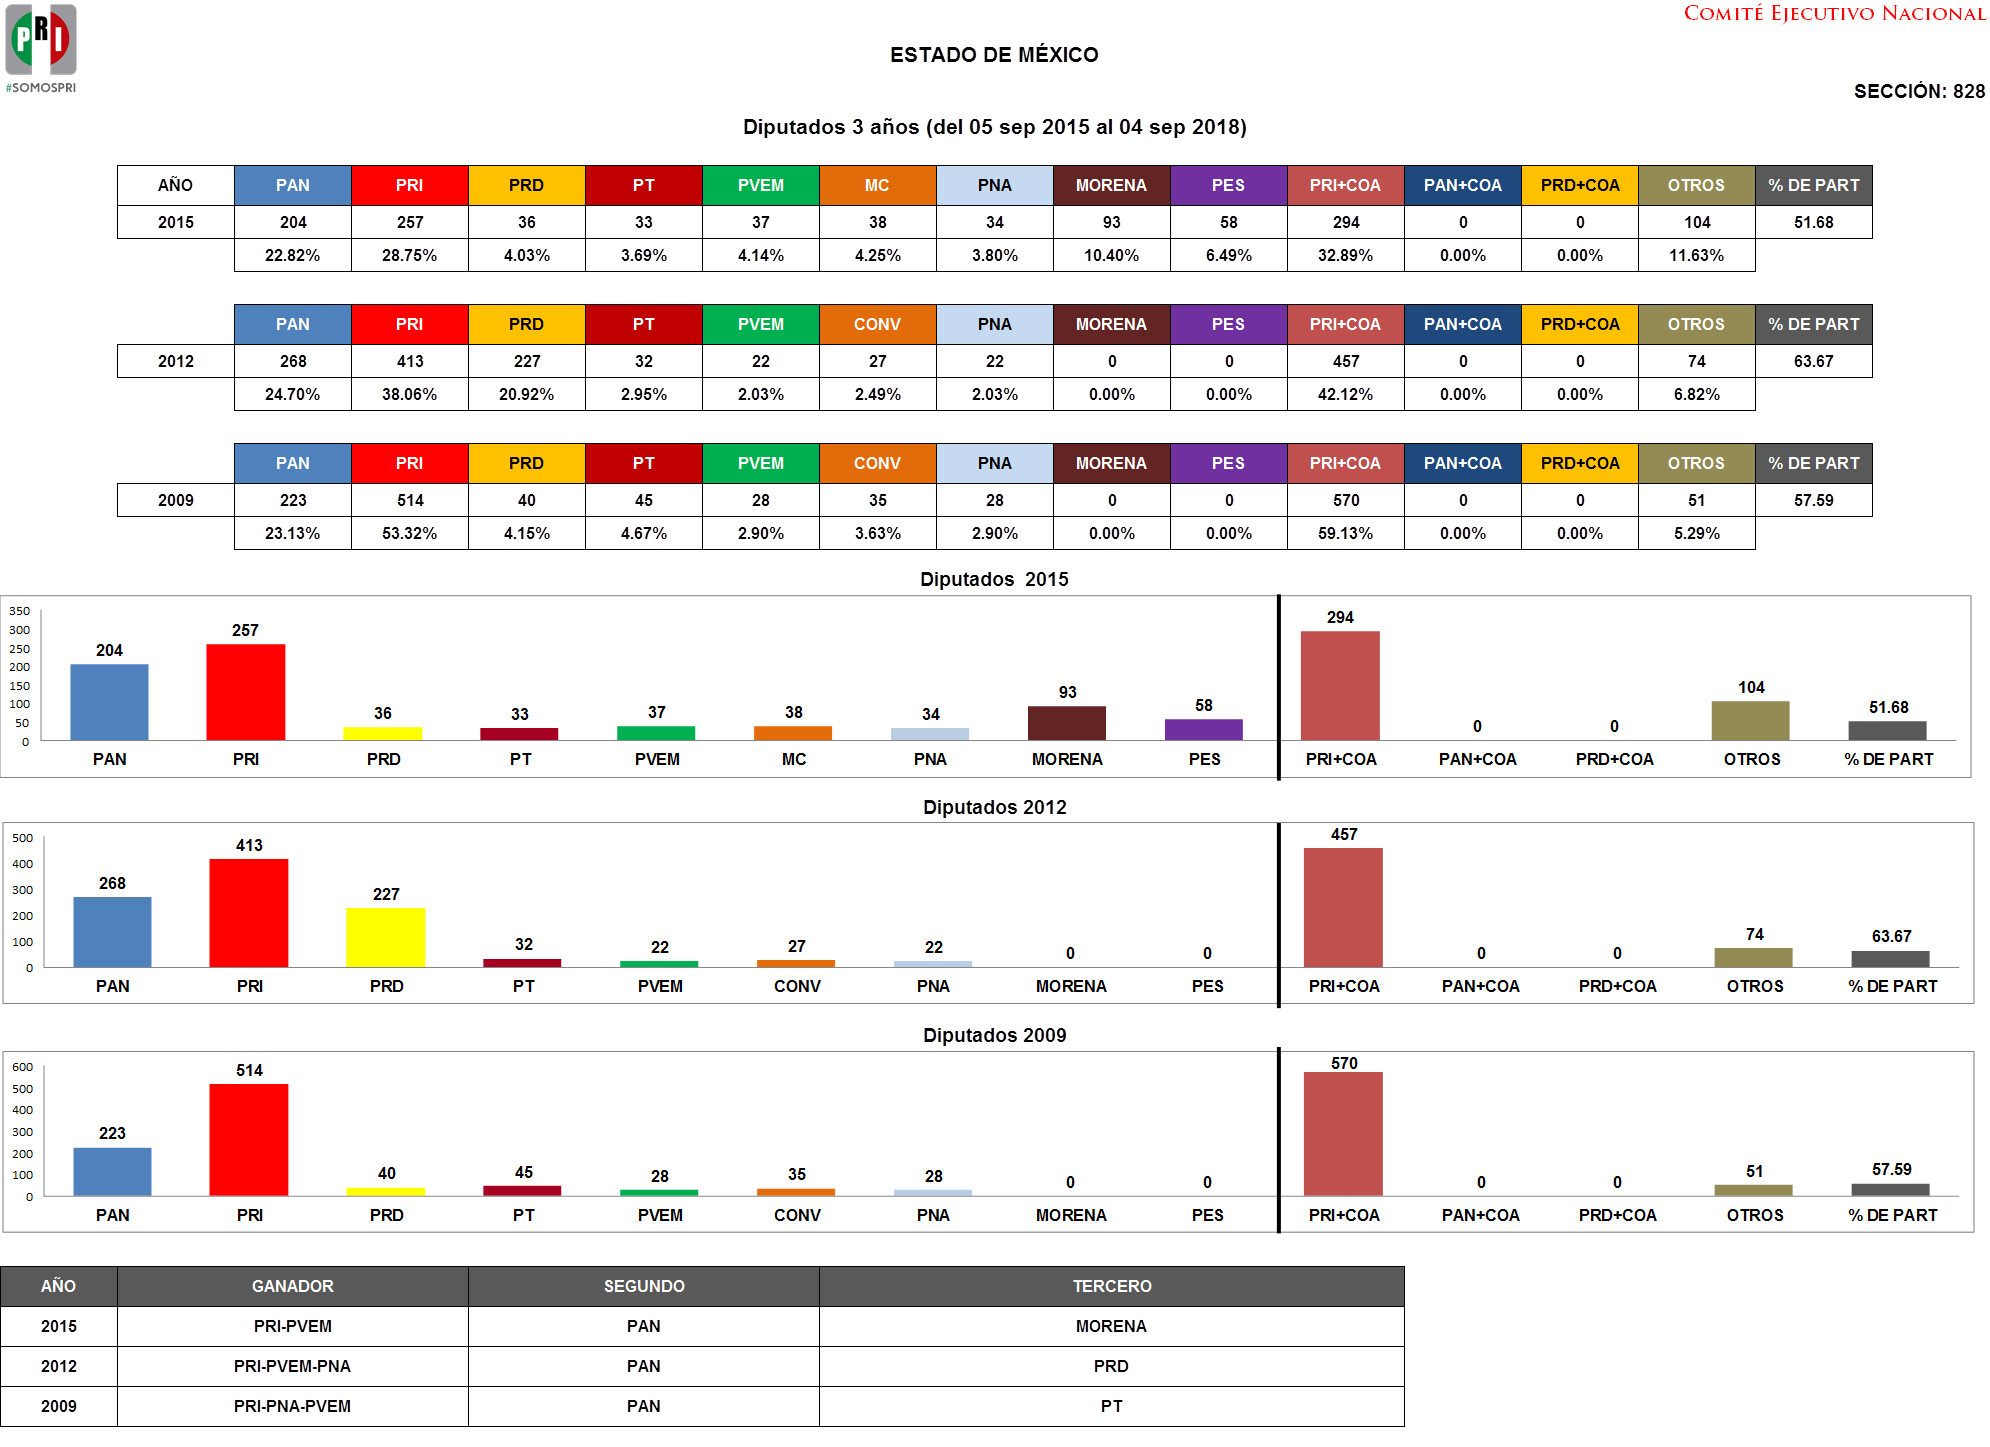 PRI
#SOMOSPRI
COMITÉ EJECUTIVO NACIONAL
ESTADO DE MÉXICO
SECCIÓN: 828
Diputados 3 años (del 05 sep 2015 al 04 sep 2018)
AÑO PAN PRI PRD PT PVEM MC PNA MORENA PES PRI+COA PAN+COA PRD+COA OTROS % DE PART
2015 204 257 36 33 37 38 34 93 58 294 0 0 104 51.68
22.82% 28.75% 4.03% 3.69% 4.14% 4.25% 3.80% 10.40% 6.49% 32.89% 0.00% 0.00% 11.63%
PAN PRI PRD PT PVEM CONV PNA MORENA PES PRI+COA PAN+COA PRD+COA OTROS % DE PART
2012 268 413 227 32 22 27 22 0 0 457 0 0 74 63.67
24.70% 38.06% 20.92% 2.95% 2.03% 2.49% 2.03% 0.00% 0.00% 42.12% 0.00% 0.00% 6.82%
PAN PRI PRD PT PVEM CONV PNA MORENA PES PRI+COA PAN+COA PRD+COA OTROS % DE PART
2009 223 514 40 45 28 35 28 0 0 570 0 0 51 57.59
23.13% 53.32% 4.15% 4.67% 2.90% 3.63% 2.90% 0.00% 0.00% 59.13% 0.00% 0.00% 5.29%
Diputados 2015
350
300
250
200
150
100
50
0
204 257 36 33 37 38 34 93 58 294 0 0 104 51.68
PAN PRI PRD PT PVEM MC PNA MORENA PES PRI+COA PAN+COA PRD+COA OTROS % DE PART
Diputados 2012
500
400
300
200
100
0
268 413 227 32 22 27 22 0 0 457 0 0 74 63.67
PAN PRI PRD PT PVEM CONV PNA MORENA PES PRI+COA PAN+COA PRD+COA OTROS % DE PART
Diputados 2009
600
500
400
300
200
100
0
223 514 40 45 28 35 28 0 0 570 0 0 51 57.59
PAN PRI PRD PT PVEM CONV PNA MORENA PES PRI+COA PAN+COA PRD+COA OTROS % DE PART
AÑO GANADOR SEGUNDO TERCERO
2015 PRI-PVEM PAN MORENA
2012 PRI-PVEM-PNA PAN PRD
2009 PRI-PNA-PVEM PAN PT